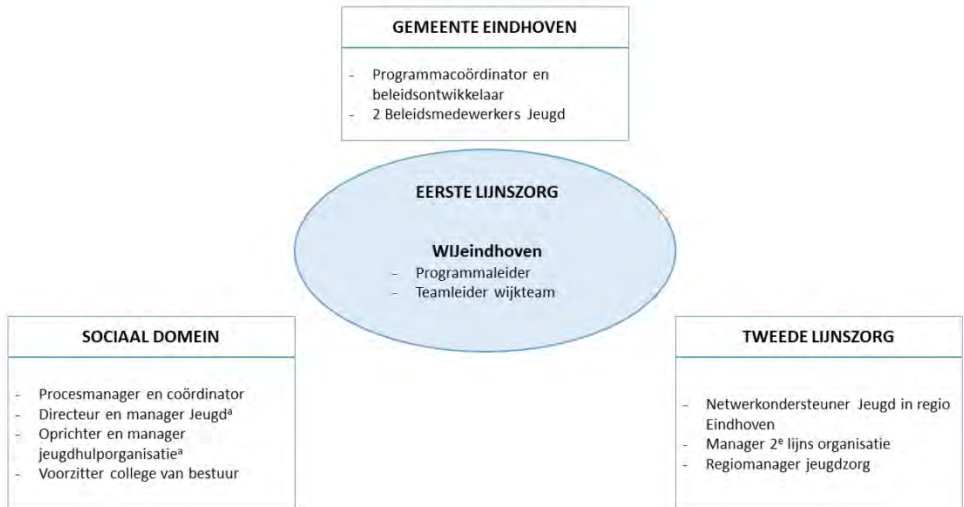 GEMEENTE EINDHOVEN
- Programmacoördinator en
beleidsontwikkelaar
- 2 Beleidsmedewerkers Jeugd
EERSTE LIJNSZORG
WIJeindhoven
- Programmaleider
- Teamleider wijkteam
SOCIAAL DOMEIN
- Procesmanager en coördinator
- Directeur en manager Jeugdᵃ
- Oprichter en manager
jeugdhulporganisatieᵃ
- Voorzitter college van bestuur
TWEEDE LIJNSZORG
- Netwerkondersteuner Jeugd in regio
Eindhoven
- Manager 2ᵉ lijns organisatie
- Regiomanager jeugdzorg